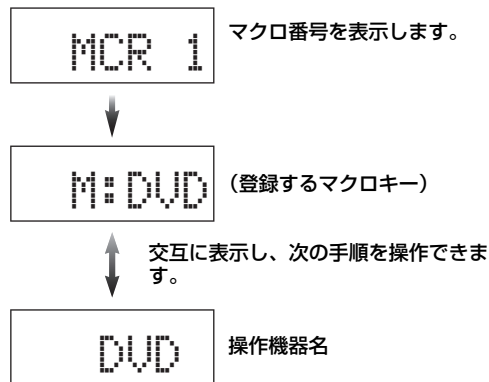 MCR 1
マクロ番号を表示します。
M:DVD
（登録するマクロキー）
交互に表示し、次の手順を操作できま
す。
DVD
操作機器名